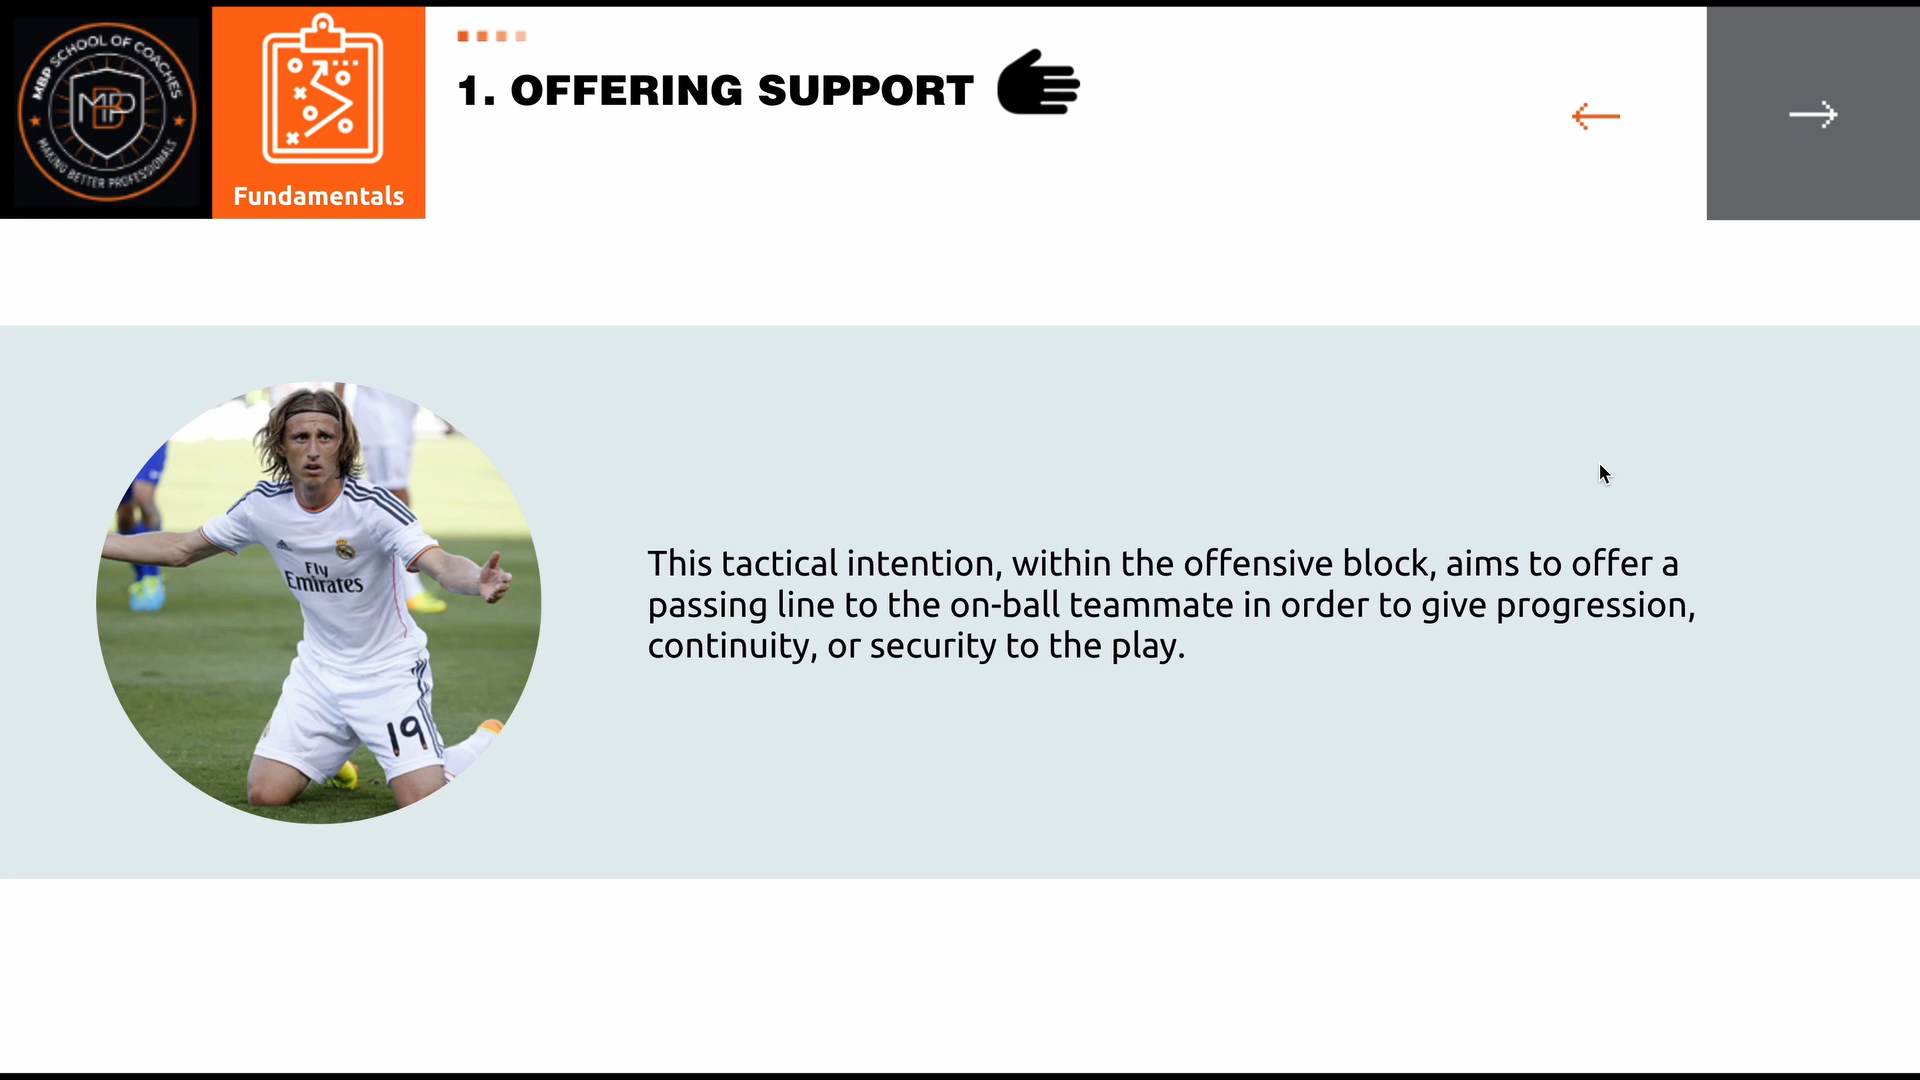 MBP SCHOOL OF COACHES
MBP
MAKING BETTER PROFESSIONALS
Fundamentals
1. OFFERING SUPPORT
Fly
Emirates
19
This tactical intention, within the offensive block, aims to offer a
passing line to the on-ball teammate in order to give progression,
continuity, or security to the play.